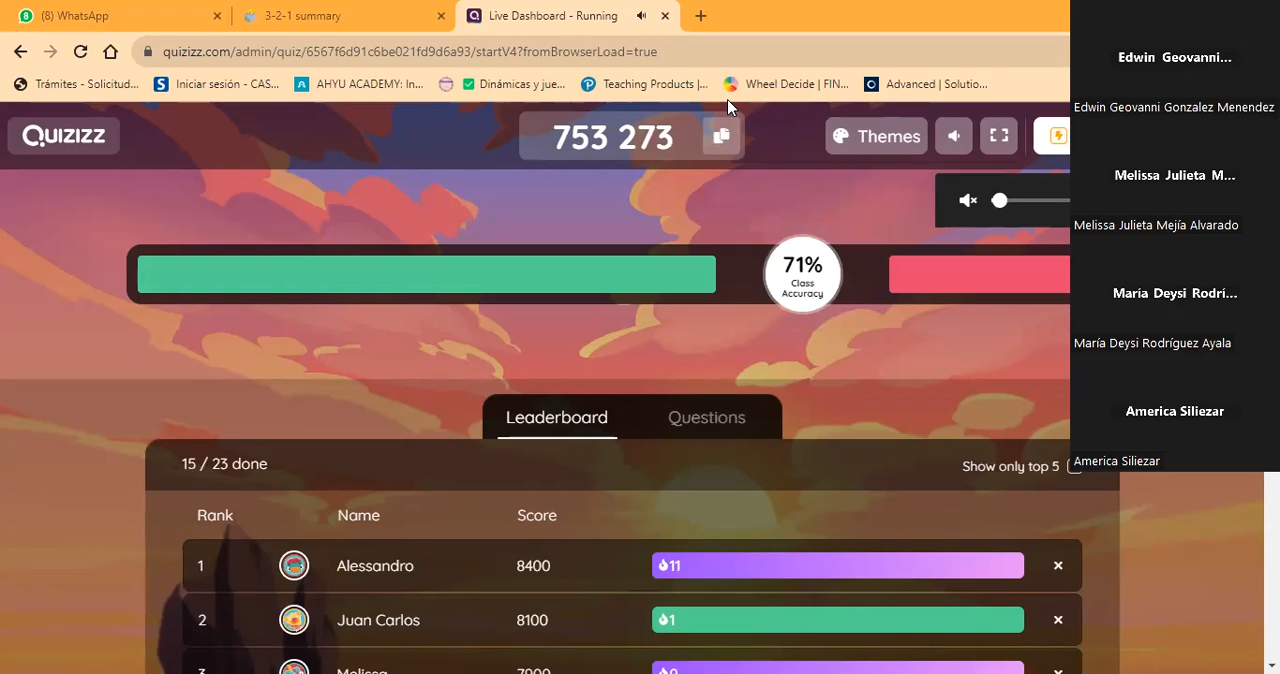 (8) WhatsApp
3-2-1 summary
Live Dashboard - Running
quizizz.com/admin/quiz/6567f6d91c6be021fd9d6a93/startV4?fromBrowserLoad=true
Trámites - Solicitud...
Iniciar sesión - CAS...
AHYU ACADEMY: In...
Dinámicas y jue...
Teaching Products |...
Wheel Decide | FIN...
Advanced | Solutio...
Quizizz
753 273
Themes
71%
Class
Accuracy
Leaderboard
Questions
15 / 23 done
Show only top 5
Rank
Name
Score
1
Alessandro
8400
11
2
Juan Carlos
8100
1
3
Melissa
7900
9
Edwin Geovanni...
Edwin Geovanni Gonzalez Menendez
Melissa Julieta M...
Melissa Julieta Mejía Alvarado
María Deysi Rodrí...
María Deysi Rodríguez Ayala
America Siliezar
America Siliezar